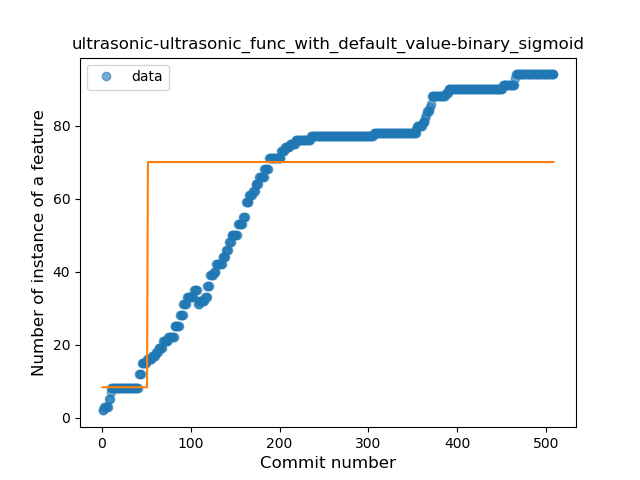 ultrasonic-ultrasonic_func_with_default_value-binary_sigmoid
data
Number of instance of a feature
80
60
40
20
0
0 100 200 300 400 500
Commit number